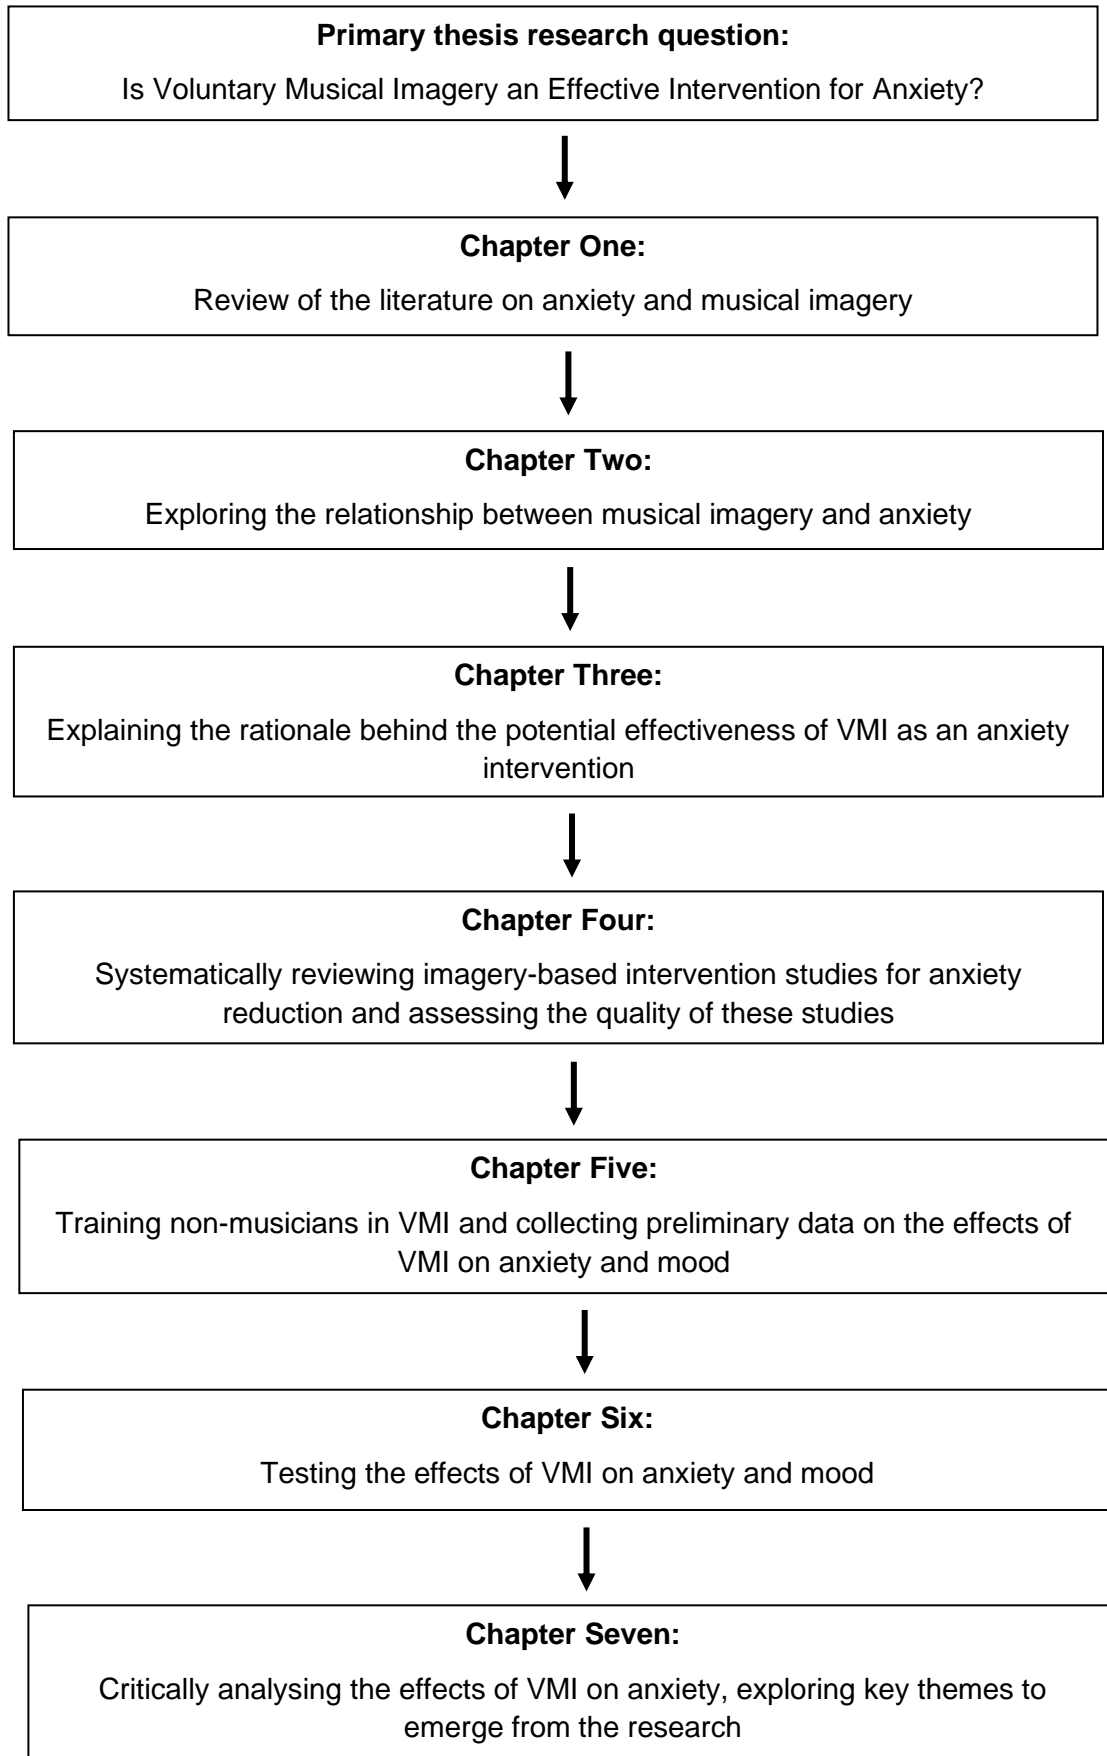 Primary thesis research question:
Is Voluntary Musical Imagery an Effective Intervention for Anxiety?
Chapter One:
Review of the literature on anxiety and musical imagery
Chapter Two:
Exploring the relationship between musical imagery and anxiety
Chapter Three:
Explaining the rationale behind the potential effectiveness of VMI as an anxiety
intervention
Chapter Four:
Systematically reviewing imagery-based intervention studies for anxiety
reduction and assessing the quality of these studies
Chapter Five:
Training non-musicians in VMI and collecting preliminary data on the effects of
VMI on anxiety and mood
Chapter Six:
Testing the effects of VMI on anxiety and mood
Chapter Seven:
Critically analysing the effects of VMI on anxiety, exploring key themes to
emerge from the research